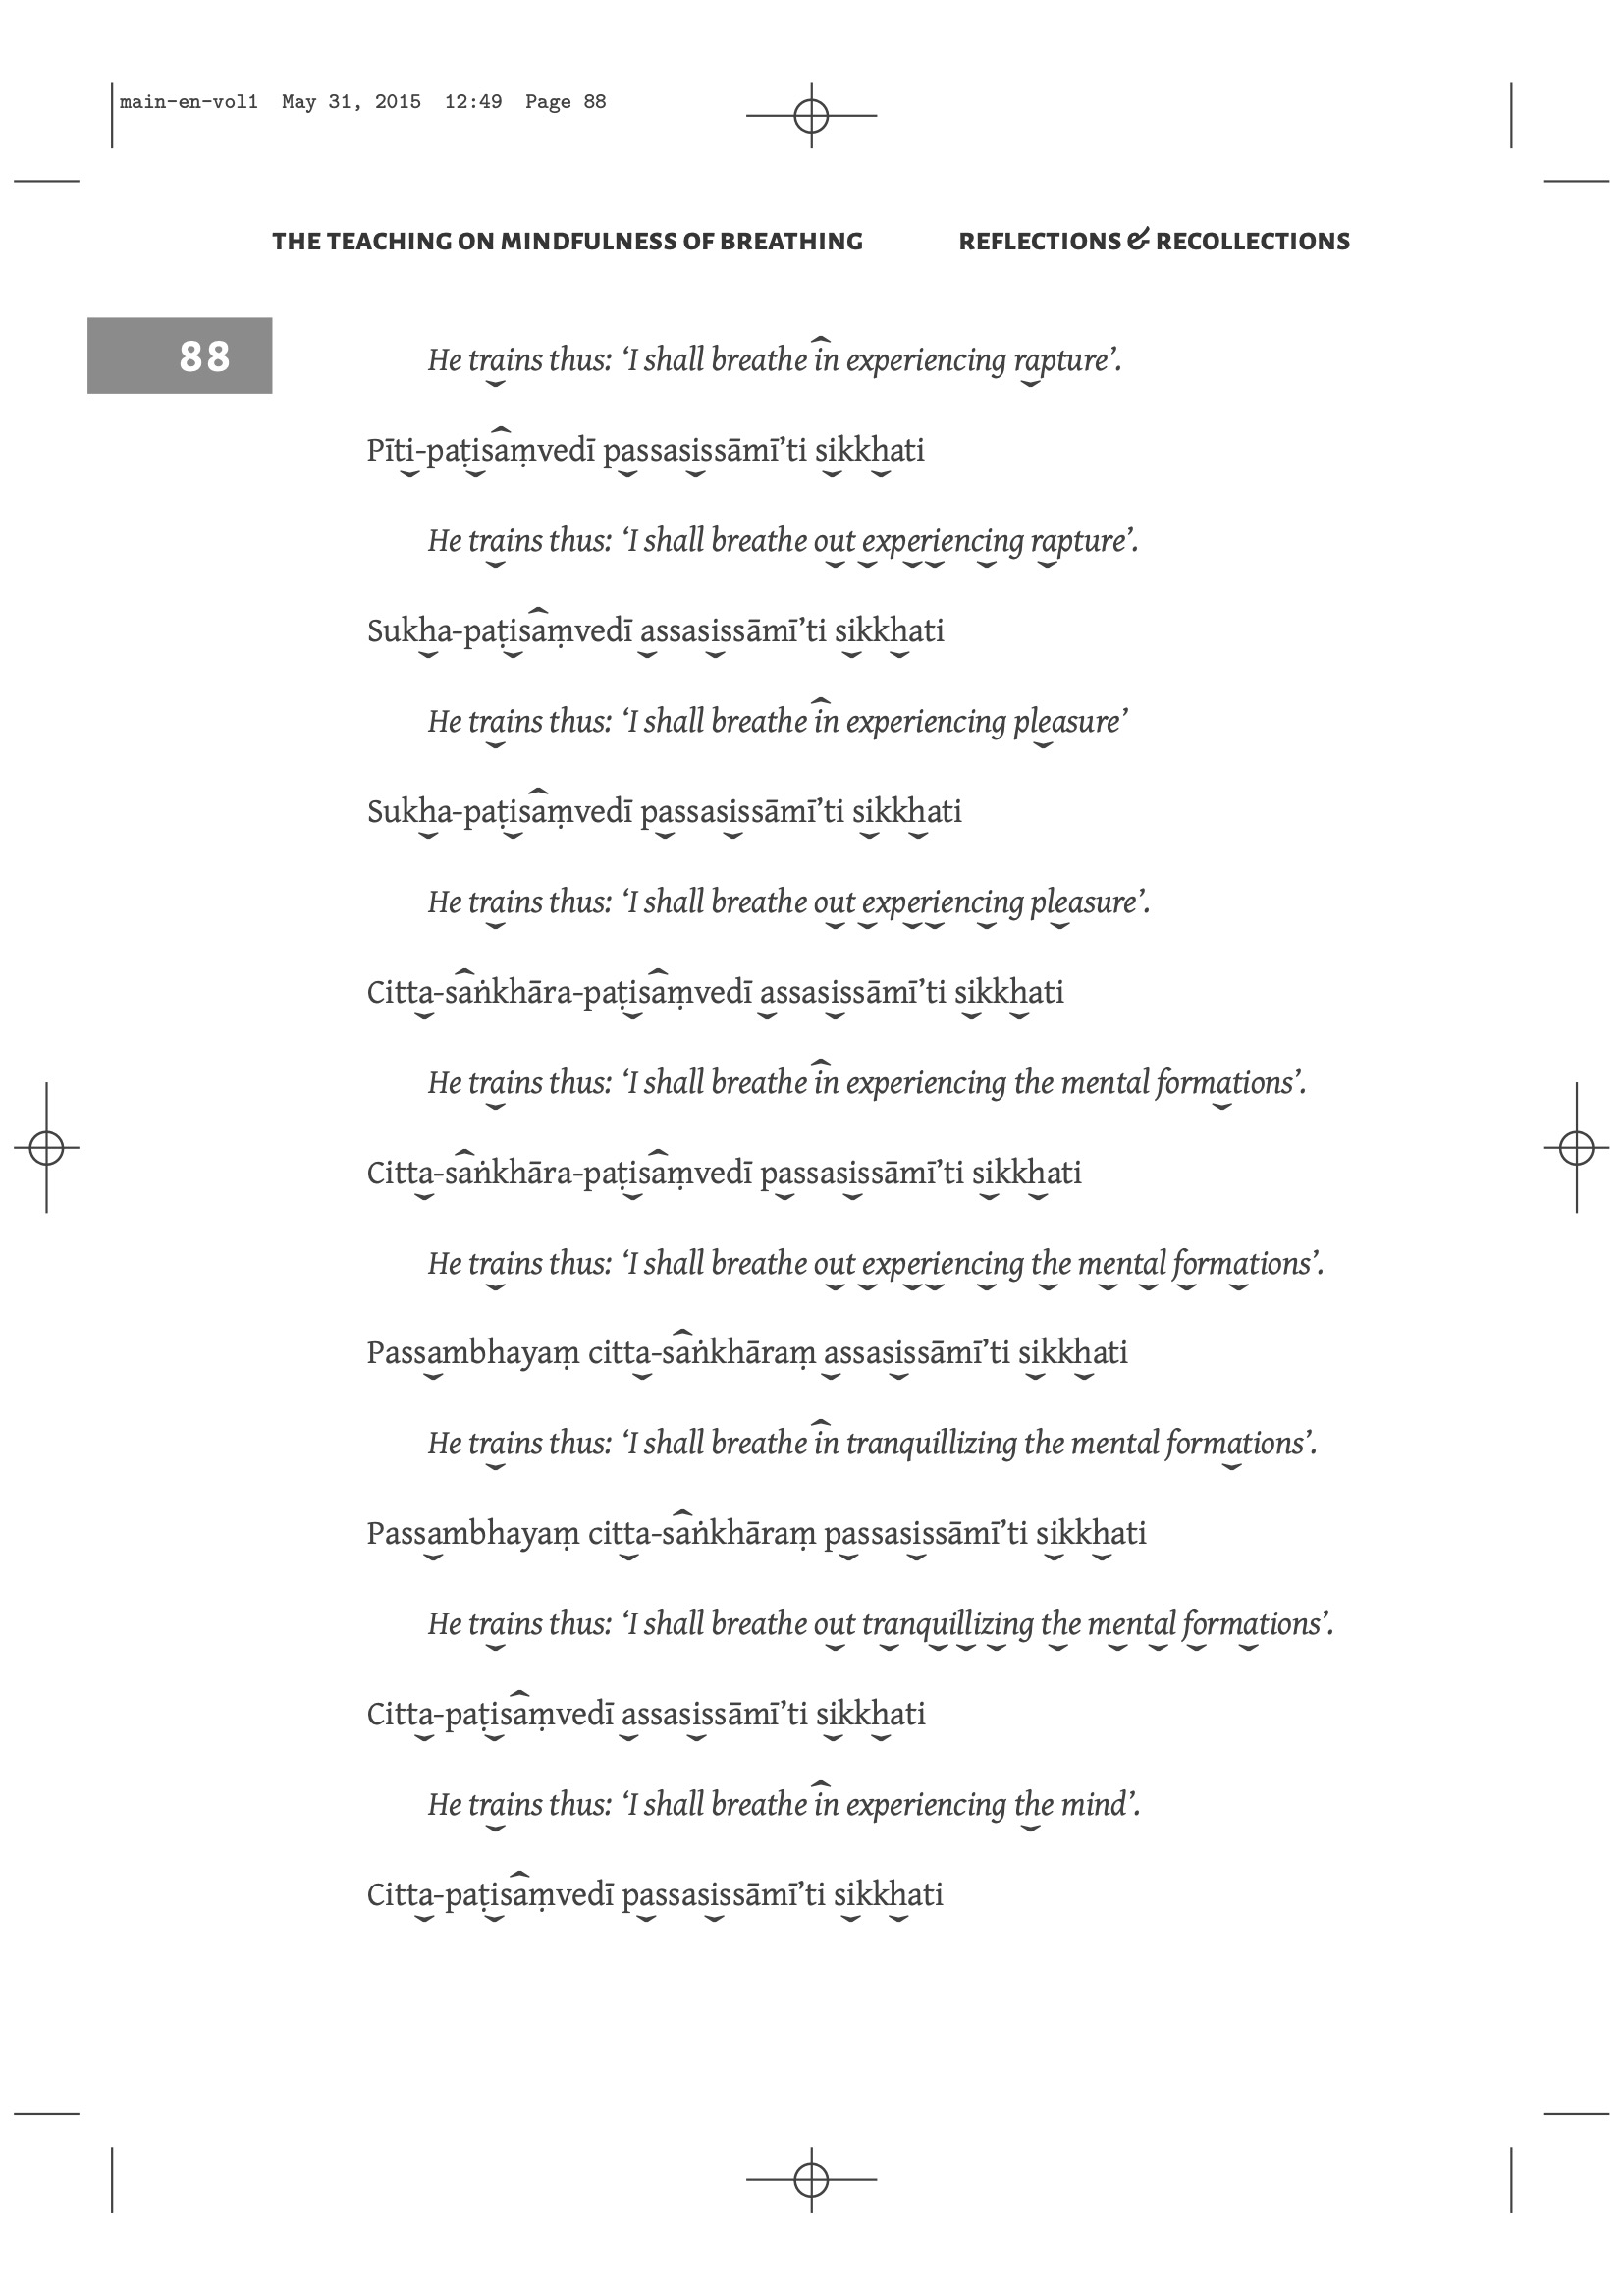 main-en-vol1 May 31, 2015 12:49 Page 88
THE TEACHING ON MINDFULNESS OF BREATHING REFLECTIONS & RECOLLECTIONS
88
He trains thus: ‘I shall breathe in experiencing rapture’.
Pīti-paṭisaṃvedī passasissāmī’ti sikkhati
He trains thus: ‘I shall breathe out experiencing rapture’.
Sukha-paṭisaṃvedī assasissāmī’ti sikkhati
He trains thus: ‘I shall breathe in experiencing pleasure’
Sukha-paṭisaṃvedī passasissāmī’ti sikkhati
He trains thus: ‘I shall breathe out experiencing pleasure’.
Citta-saṅkhāra-paṭisaṃvedī assasissāmī’ti sikkhati
He trains thus: ‘I shall breathe in experiencing the mental formations’.
Citta-saṅkhāra-paṭisaṃvedī passasissāmī’ti sikkhati
He trains thus: ‘I shall breathe out experiencing the mental formations’.
Passambhayaṃ citta-saṅkhāraṃ assasissāmī’ti sikkhati
He trains thus: ‘I shall breathe in tranquillizing the mental formations’.
Passambhayaṃ citta-saṅkhāraṃ passasissāmī’ti sikkhati
He trains thus: ‘I shall breathe out tranquillizing the mental formations’.
Citta-paṭisaṃvedī assasissāmī’ti sikkhati
He trains thus: ‘I shall breathe in experiencing the mind’.
Citta-paṭisaṃvedī passasissāmī’ti sikkhati